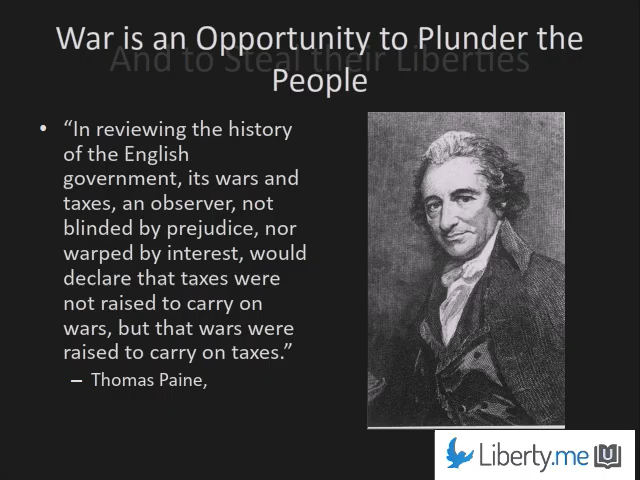 War is an Opportunity to Plunder the
People
And to Steal their Liberties
• “In reviewing the history
of the English
government, its wars and
taxes, an observer, not
blinded by prejudice, nor
warped by interest, would
declare that taxes were
not raised to carry on
wars, but that wars were
raised to carry on taxes.”
– Thomas Paine,
Liberty.me